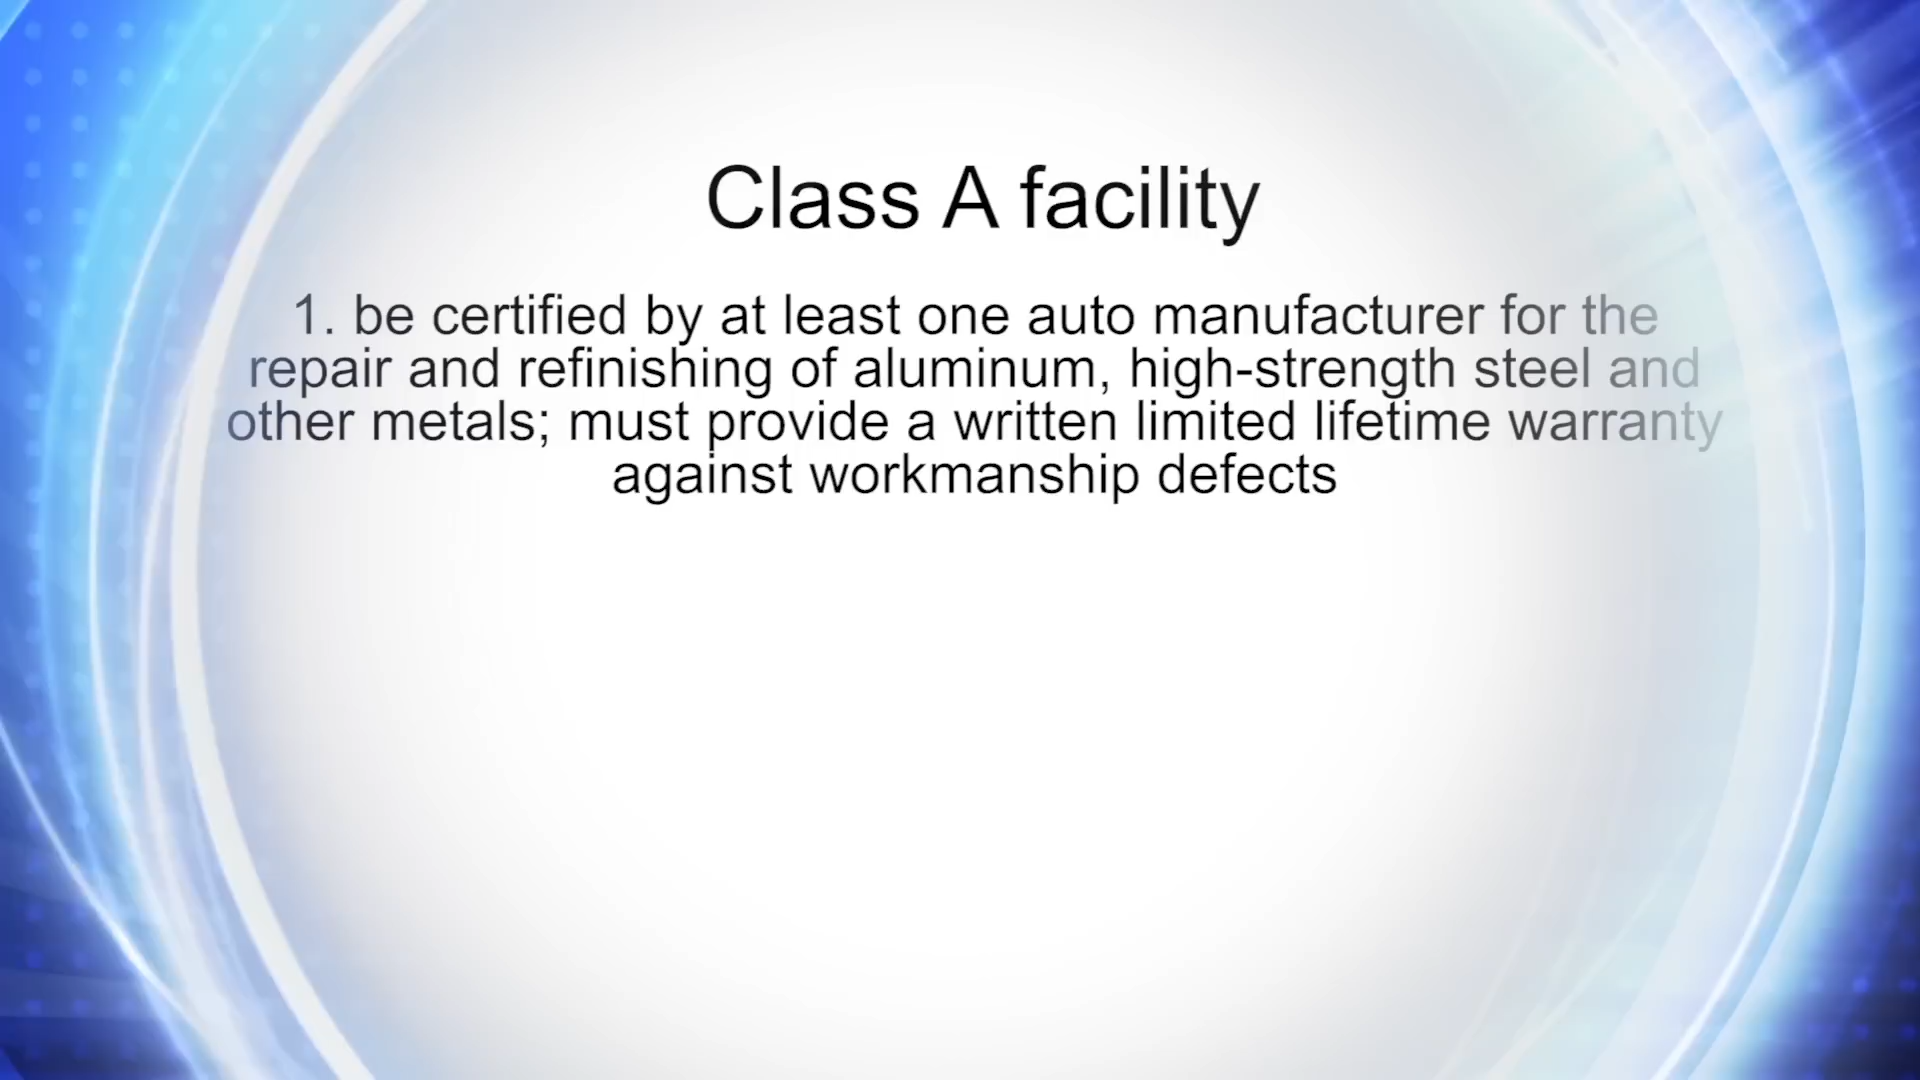 Class A facility
1. be certified by at least one auto manufacturer for the
repair and refinishing of aluminum, high-strength steel and
other metals; must provide a written limited lifetime warranty
against workmanship defects